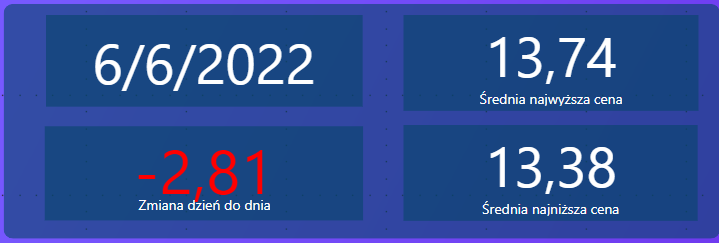 6/6/2022
13,74
Średnia najwyższa cena
-2,81
Zmiana dzień do dnia
13,38
Średnia najniższa cena